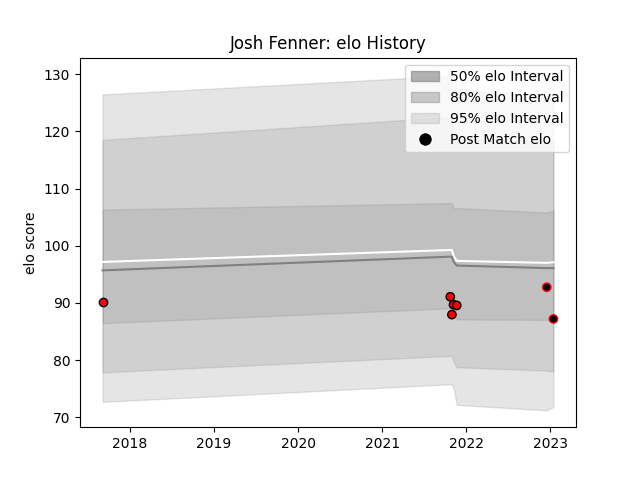 Josh Fenner: elo History
130
120
110
100
90
80
70
elo score
50% elo Interval
80% elo Interval
95% elo Interval
Post Match elo
2018
2019
2020
2021
2022
2023